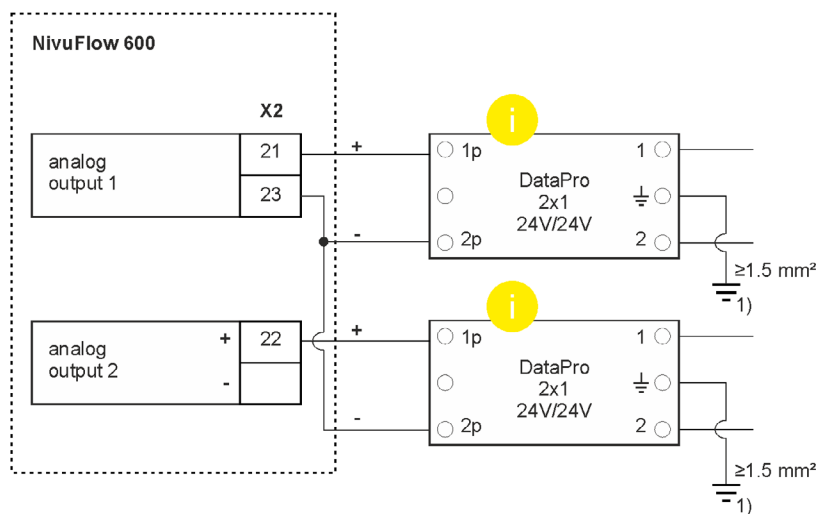 NivuFlow 600
X2
analog
output 1
21
23
+
-
i
1p
2p
DataPro
2x1
24V/24V
1
2
≥1.5 mm²
1)
analog
output 2
+
-
22
+
-
i
1p
2p
DataPro
2x1
24V/24V
1
2
≥1.5 mm²
1)